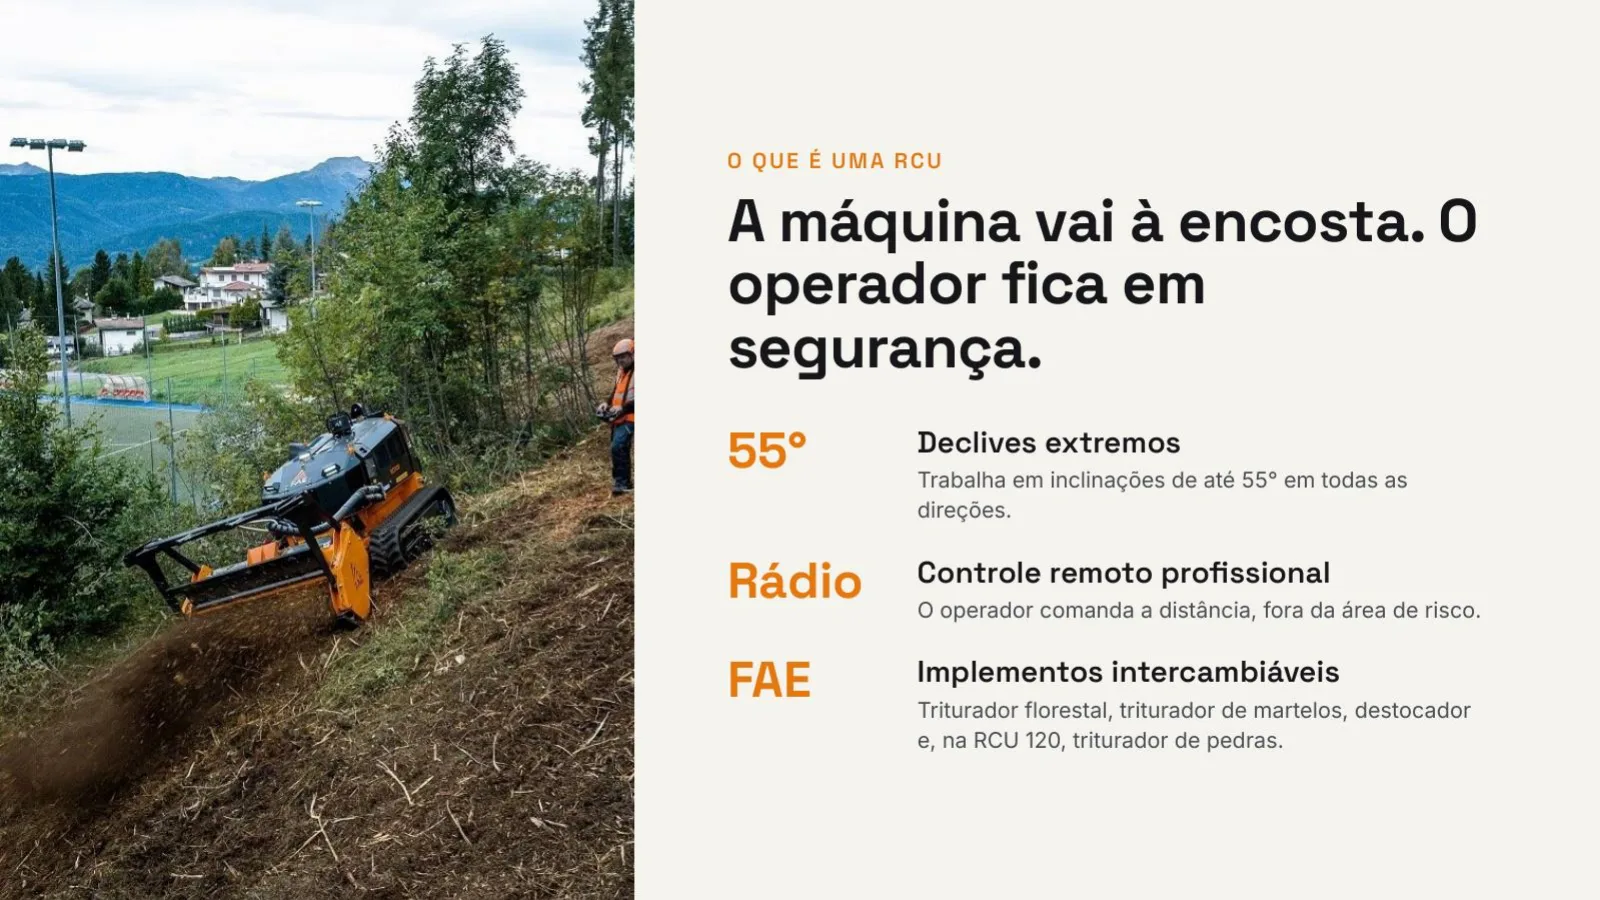 O QUE É UMA RCU
A máquina vai à encosta. O
operador fica em
segurança.
55°
Declives extremos
Trabalha em inclinações de até 55° em todas as
direções.
Rádio
Controle remoto profissional
O operador comanda a distância, fora da área de risco.
FAE
Implementos intercambiáveis
Triturador florestal, triturador de martelos, destocador
e, na RCU 120, triturador de pedras.